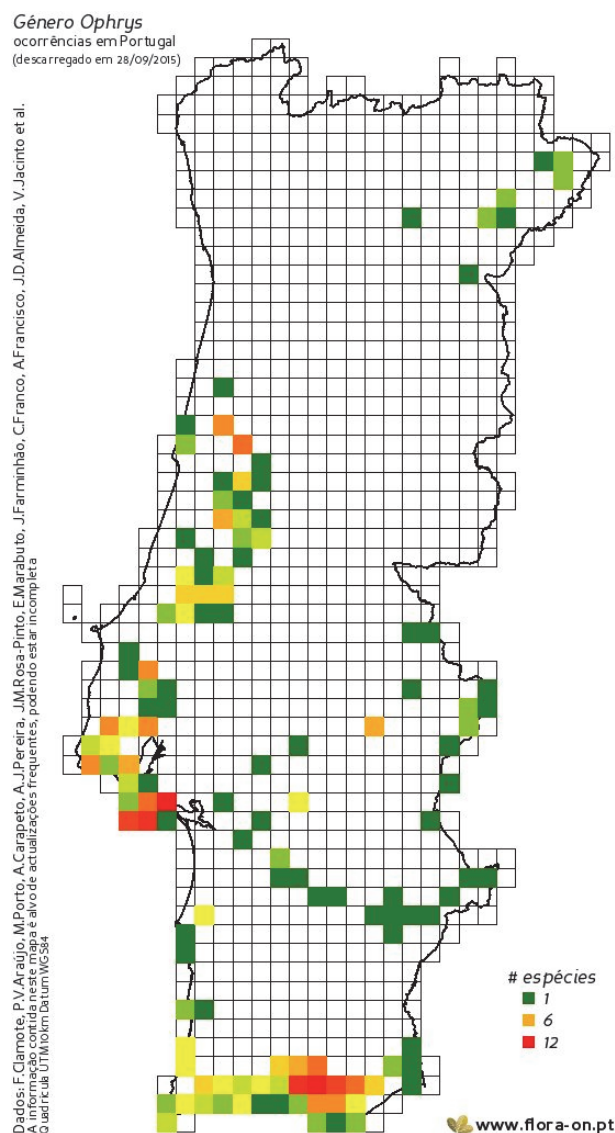 Género Ophrys
ocorrências em Portugal
(descarregado em 28/09/2015)
Dados: F.Clamote, P.V.Araújo, M.Porto, A.Carapeto, A.J.Pereira, J.M.Rosa-Pinto, E.Marabuto, J.Farminhão, C.Franco, A.Francisco, J.D.Almeida, V.Jacinto et al.
A informação contida neste mapa é alvo de actualizações frequentes, podendo estar incompleta
Quadrícula UTM 10km Datum WGS84
# espécies
1
6
12
www.flora-on.pt